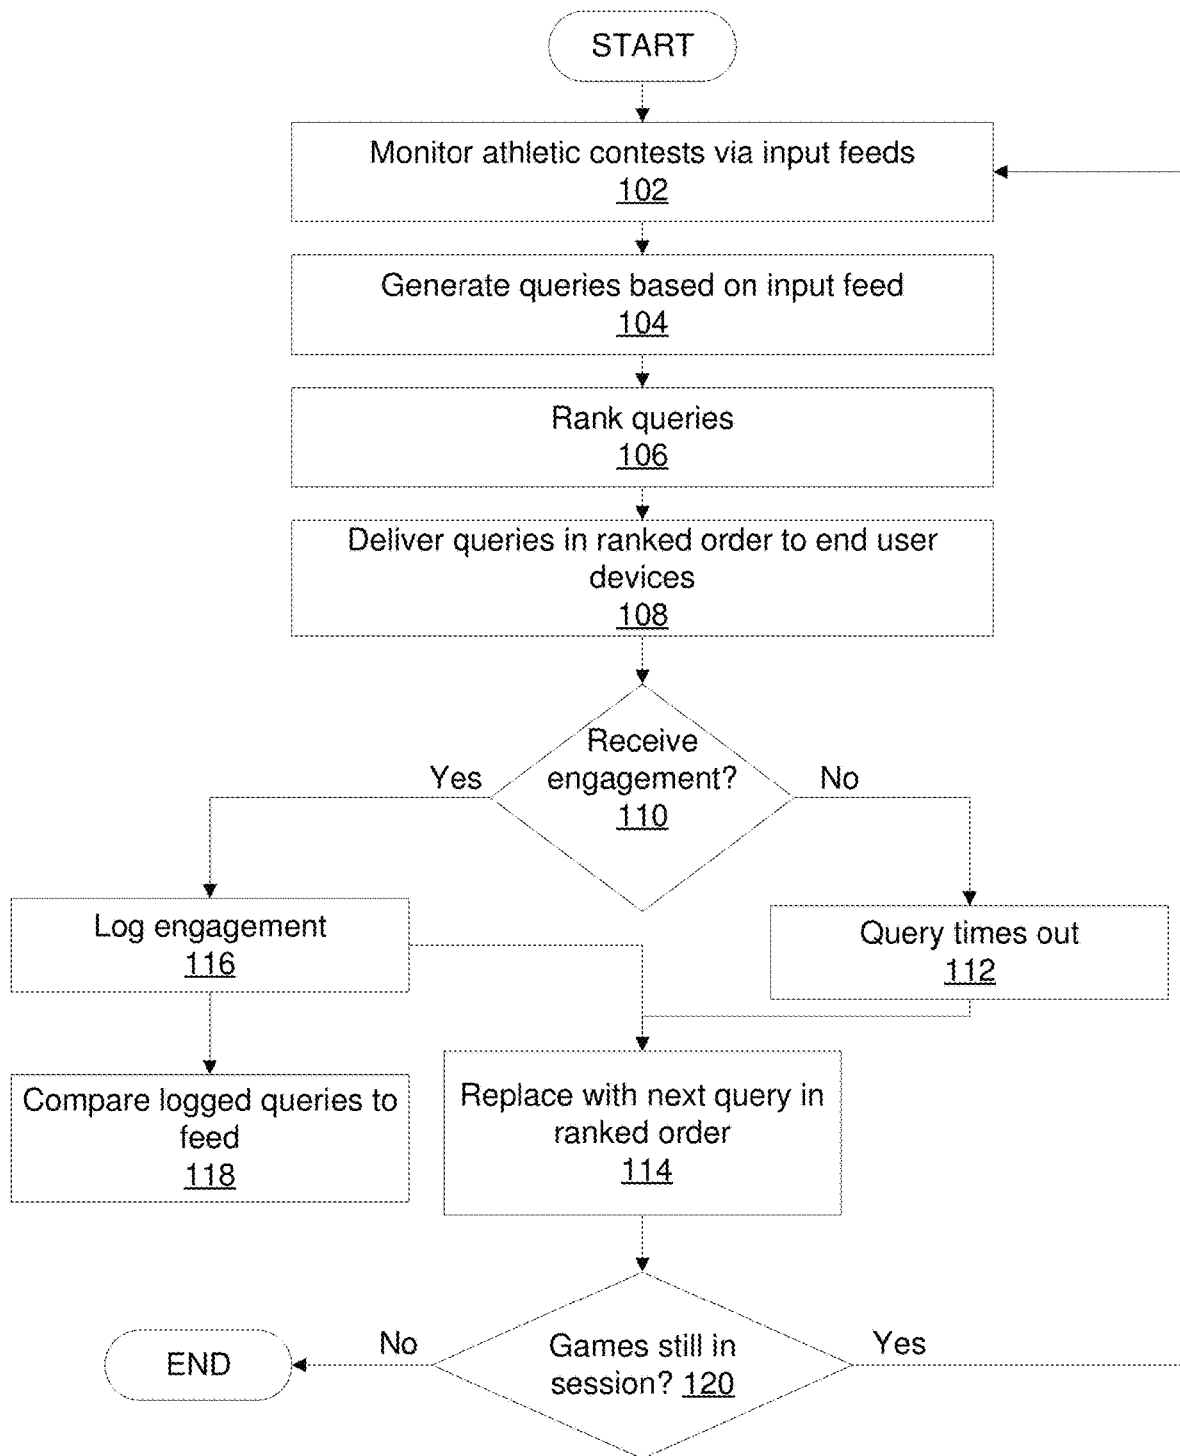 START
Monitor athletic contests via input feeds
102
Generate queries based on input feed
104
Rank queries
106
Deliver queries in ranked order to end user
devices
108
Receive
engagement?
110
Yes
No
Log engagement
116
Query times out
112
Compare logged queries to
feed
118
Replace with next query in
ranked order
114
Games still in
session? 120
No
Yes
END